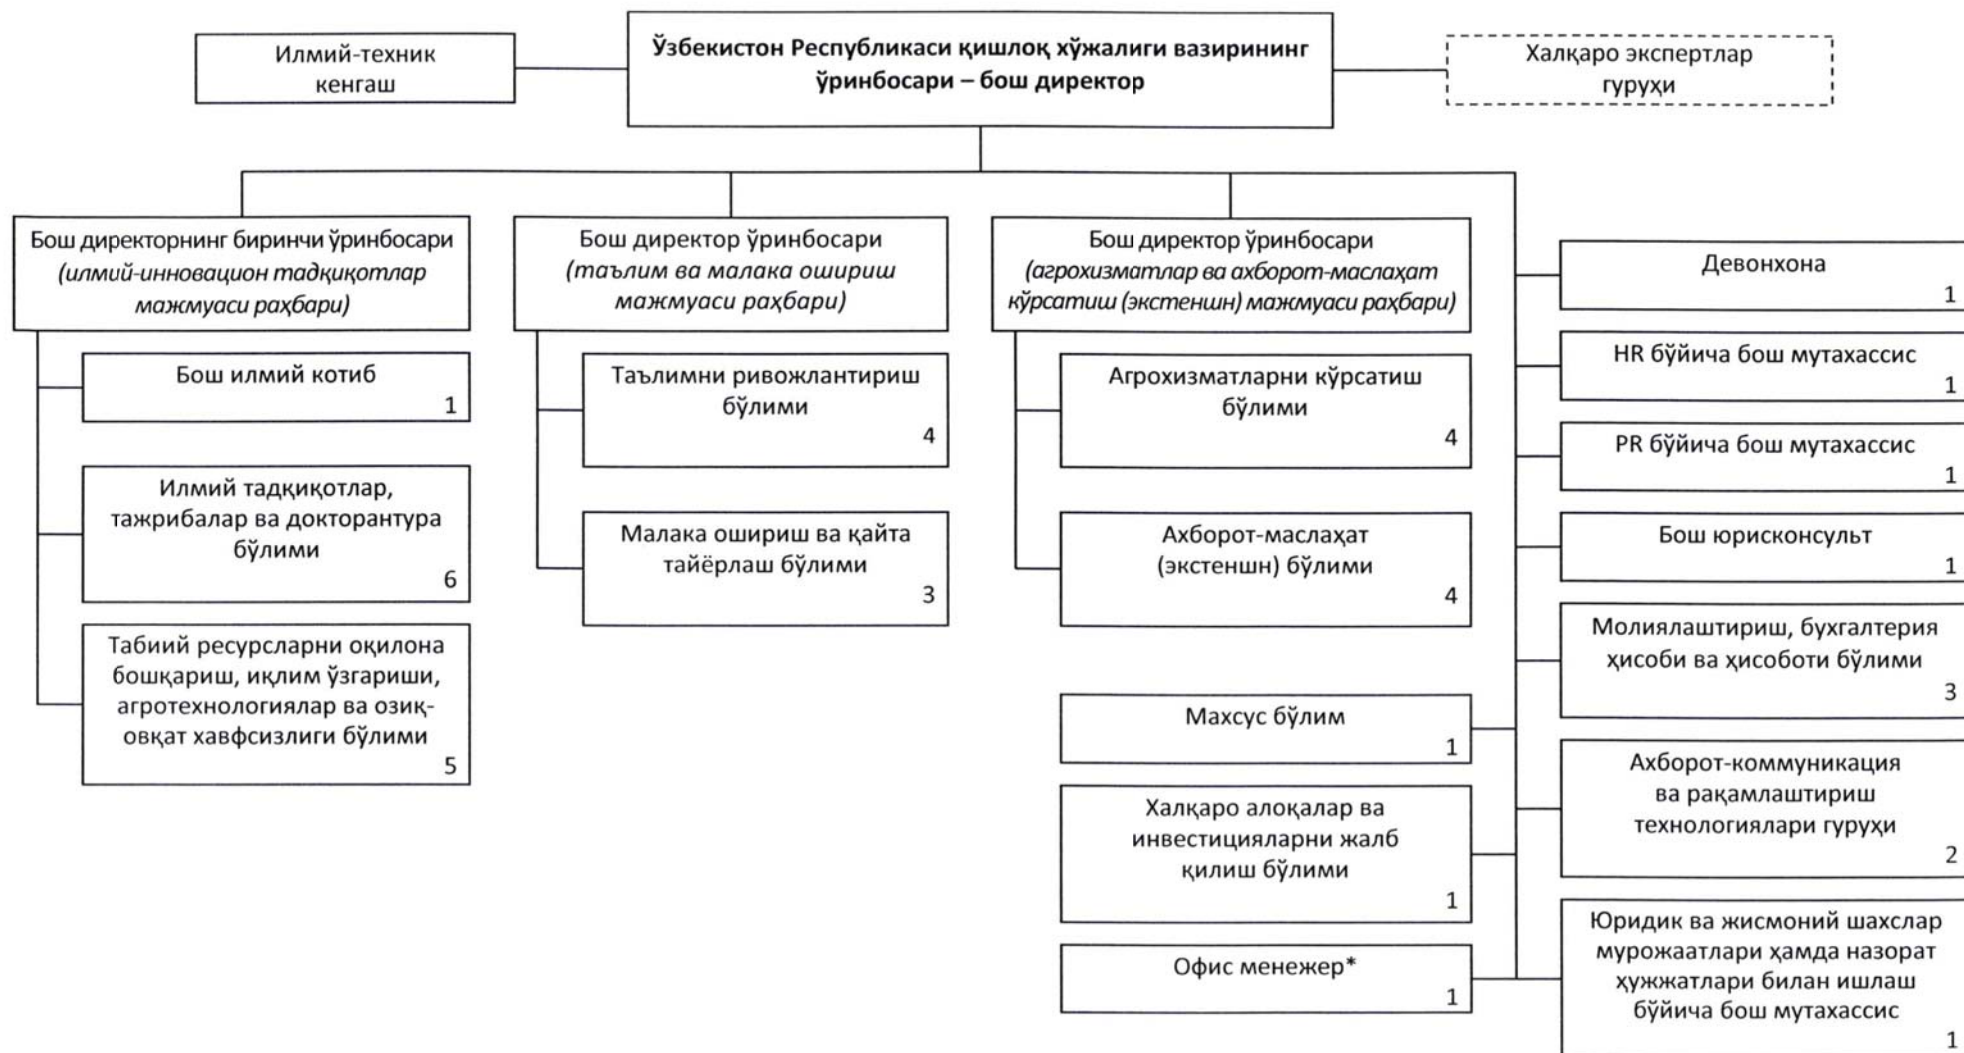 Илмий-техник
кенгаш
Ўзбекистон Республикаси қишлоқ хўжалиги вазирининг
ўринбосари – бош директор
Халқаро экспертлар
гуруҳи
Бош директорнинг биринчи ўринбосари
(илмий-инновацион тадқиқотлар
мажмуаси раҳбари)
Бош илмий котиб
1
Илмий тадқиқотлар,
тажрибалар ва докторантура
бўлими
6
Табиий ресурсларни оқилона
бошқариш, иқлим ўзгариши,
агротехнологиялар ва озиқ-
овқат хавфсизлиги бўлими
5
Бош директор ўринбосари
(таълим ва малака ошириш
мажмуаси раҳбари)
Таълимни ривожлантириш
бўлими
4
Малака ошириш ва қайта
тайёрлаш бўлими
3
Бош директор ўринбосари
(агрохизматлар ва ахборот-маслаҳат
кўрсатиш (экстеншн) мажмуаси раҳбари)
Агрохизматларни кўрсатиш
бўлими
4
Ахборот-маслаҳат
(экстеншн) бўлими
4
Махсус бўлим
1
Халқаро алоқалар ва
инвестицияларни жалб
қилиш бўлими
1
Офис менежер*
1
Девонхона
1
HR бўйича бош мутахассис
1
PR бўйича бош мутахассис
1
Бош юрисконсульт
1
Молиялаштириш, бухгалтерия
ҳисоби ва ҳисоботи бўлими
3
Ахборот-коммуникация
ва рақамлаштириш
технологиялари гуруҳи
2
Юридик ва жисмоний шахслар
мурожаатлари ҳамда назорат
ҳужжатлари билан ишлаш
бўйича бош мутахассис
1